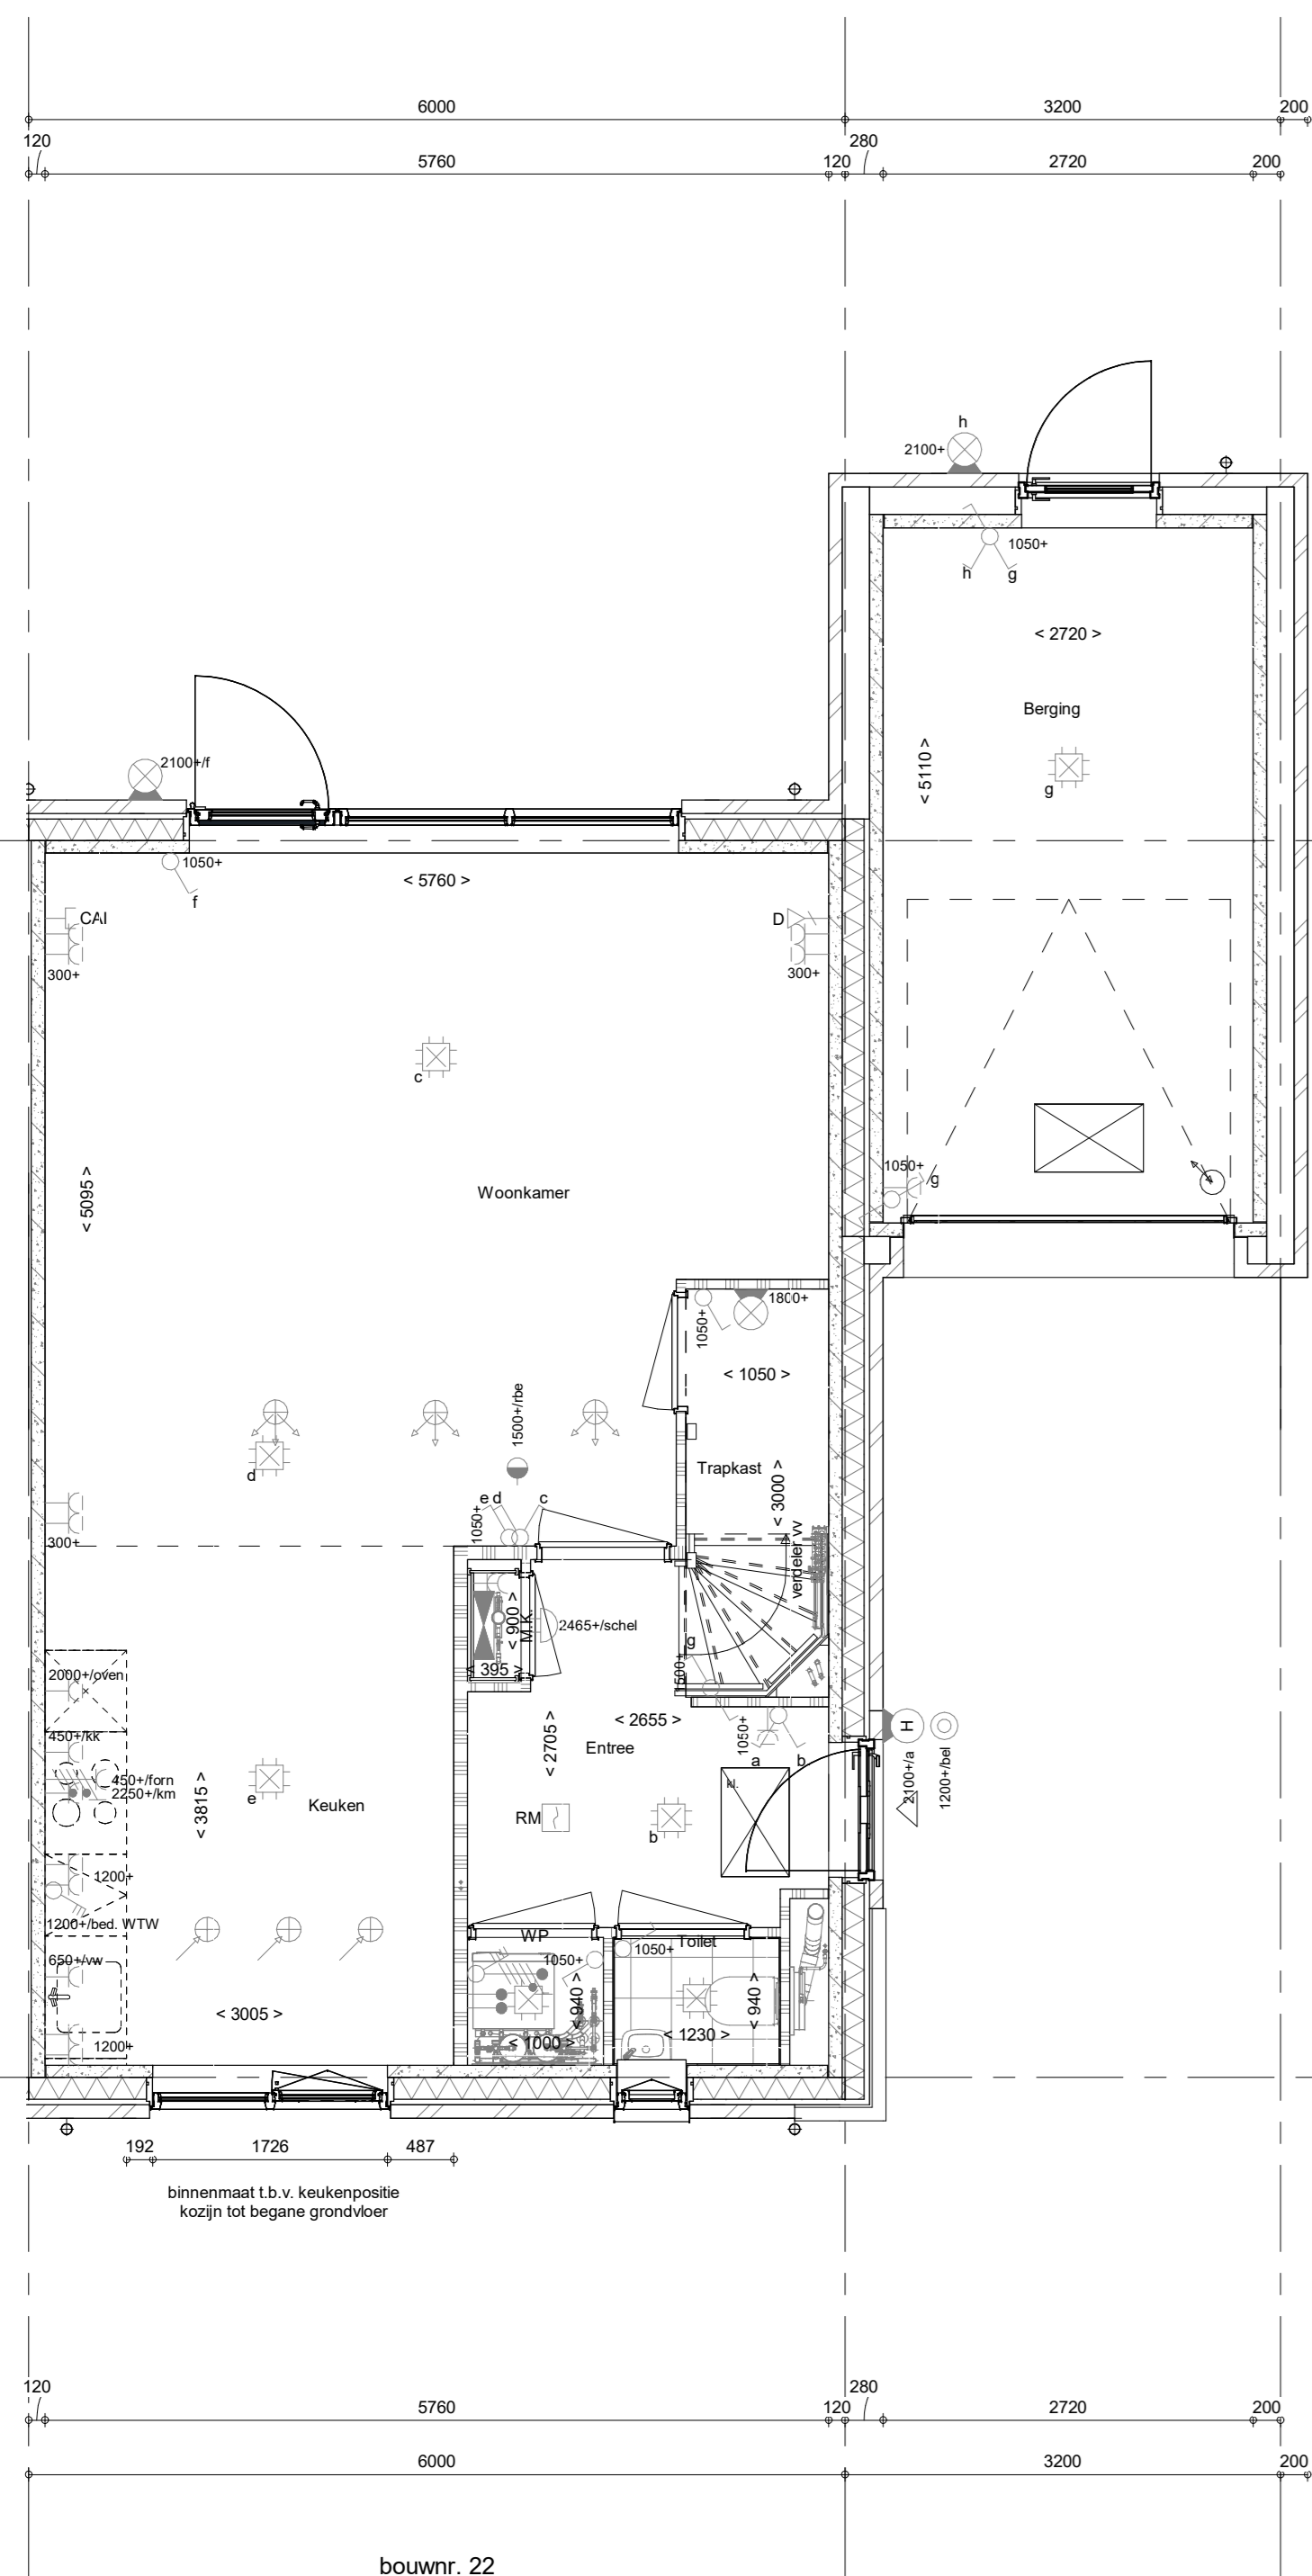 6000 3200 200
120 5760 120 280 2720 200
h
2100+
1050+
h g
< 2720 >
Berging
< 5110 >
g
2100+/f
1050+
f
< 5760 >
CAI
300+
D
300+
c
1050+
g
< 5095 >
Woonkamer
1050+
1800+
< 1050 >
1500+/rbe
d
Trapkast
< 3000 >
e d c
1050+
300+
verdeler vv
< 900 >
M.K.
2465+/schel
< 395 >
g
1500+
2000+/oven
450+/kk
450+/forn
2250+/km
e
Keuken
< 3815 >
< 2705 >
< 2655 >
Entree
1050+
a b
kl.
H
2100+/a
1200+/bel
RM
b
1200+
1200+/bed. WTW
650+/vw
1200+
< 3005 >
WP
1050+
< 940 >
< 1000 >
Toilet
1050+
< 940 >
< 1230 >
192 1726 487
binnenmaat t.b.v. keukenpositie
kozijn tot begane grondvloer
120 5760 120 280 2720 200
6000 3200 200
bouwnr. 22